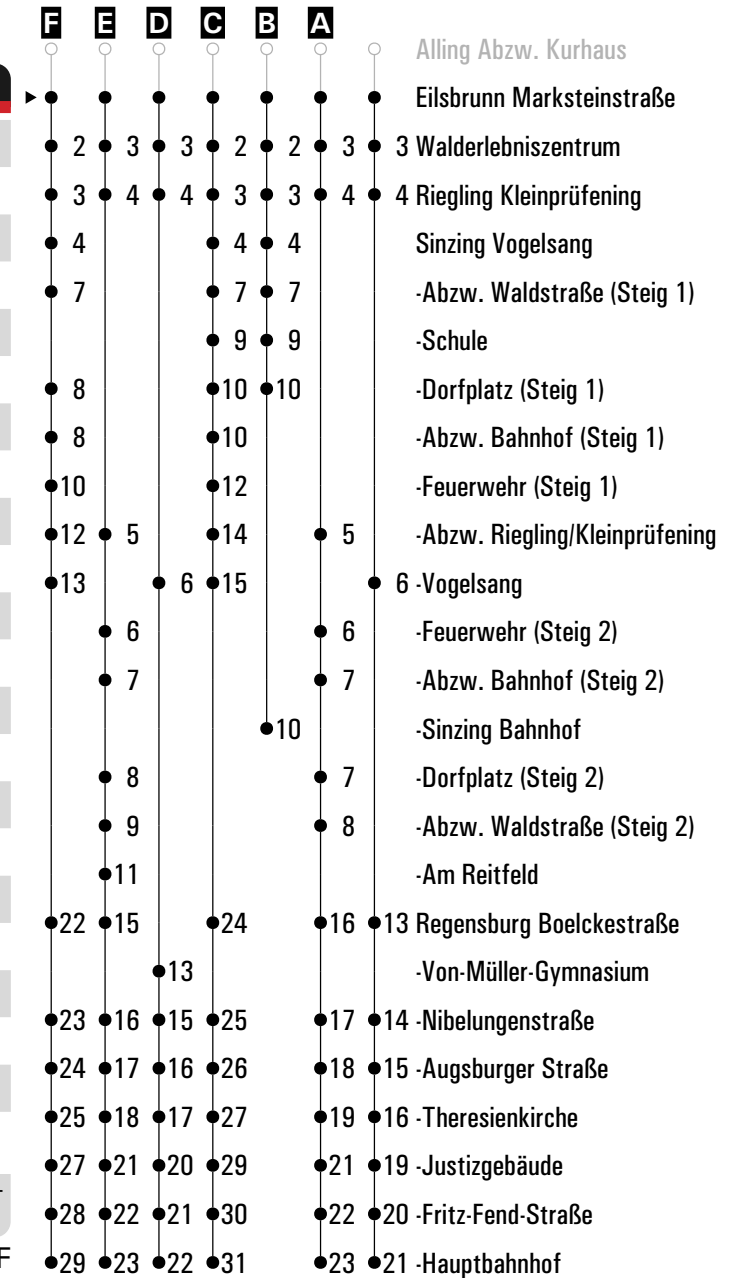 F E D C B A
Alling Abzw. Kurhaus
Eilsbrunn Marksteinstraße
2 3 3 2 2 3 3 Walderlebniszentrum
3 4 4 3 3 4 4 Riegling Kleinprüfening
4 4 4 Sinzing Vogelsang
7 7 7 -Abzw. Waldstraße (Steig 1)
9 9 -Schule
8 10 10 -Dorfplatz (Steig 1)
8 10 -Abzw. Bahnhof (Steig 1)
10 12 -Feuerwehr (Steig 1)
12 5 14 5 -Abzw. Riegling/Kleinprüfening
13 6 15 6 -Vogelsang
6 6 -Feuerwehr (Steig 2)
7 7 -Abzw. Bahnhof (Steig 2)
10 -Sinzing Bahnhof
8 7 -Dorfplatz (Steig 2)
9 8 -Abzw. Waldstraße (Steig 2)
11 -Am Reitfeld
22 15 24 16 13 Regensburg Boelckestraße
13 -Von-Müller-Gymnasium
23 16 15 25 17 14 -Nibelungenstraße
24 17 16 26 18 15 -Augsburger Straße
25 18 17 27 19 16 -Theresienkirche
27 21 20 29 21 19 -Justizgebäude
28 22 21 30 22 20 -Fritz-Fend-Straße
F
29 23 22 31 23 21 -Hauptbahnhof